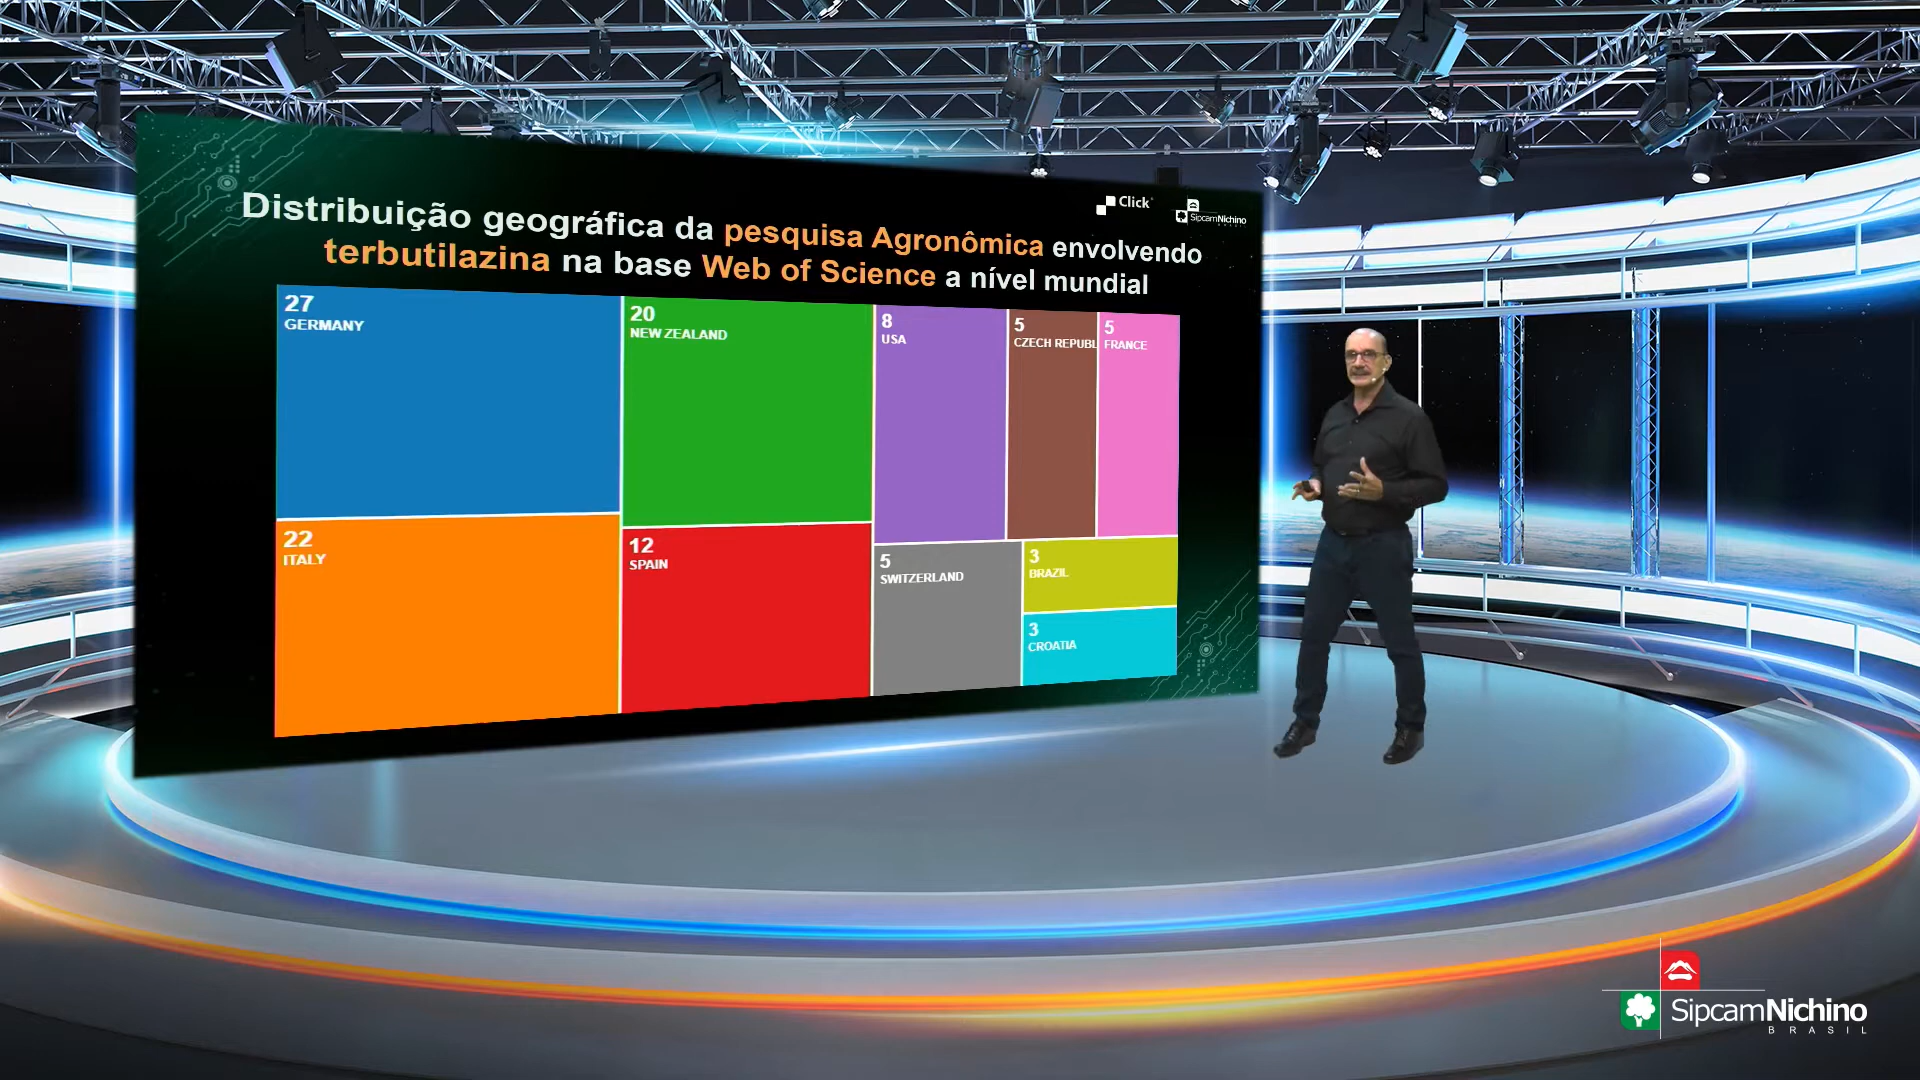 Distribuição geográfica da pesquisa Agronômica envolvendo
terbutilazina na base Web of Science a nível mundial
Click
SipcamNichino
BRASIL
27
GERMANY
20
NEW ZEALAND
8
USA
5
CZECH REPUBL
5
FRANCE
22
ITALY
12
SPAIN
5
SWITZERLAND
3
BRAZIL
3
CROATIA
SipcamNichino
BRASIL